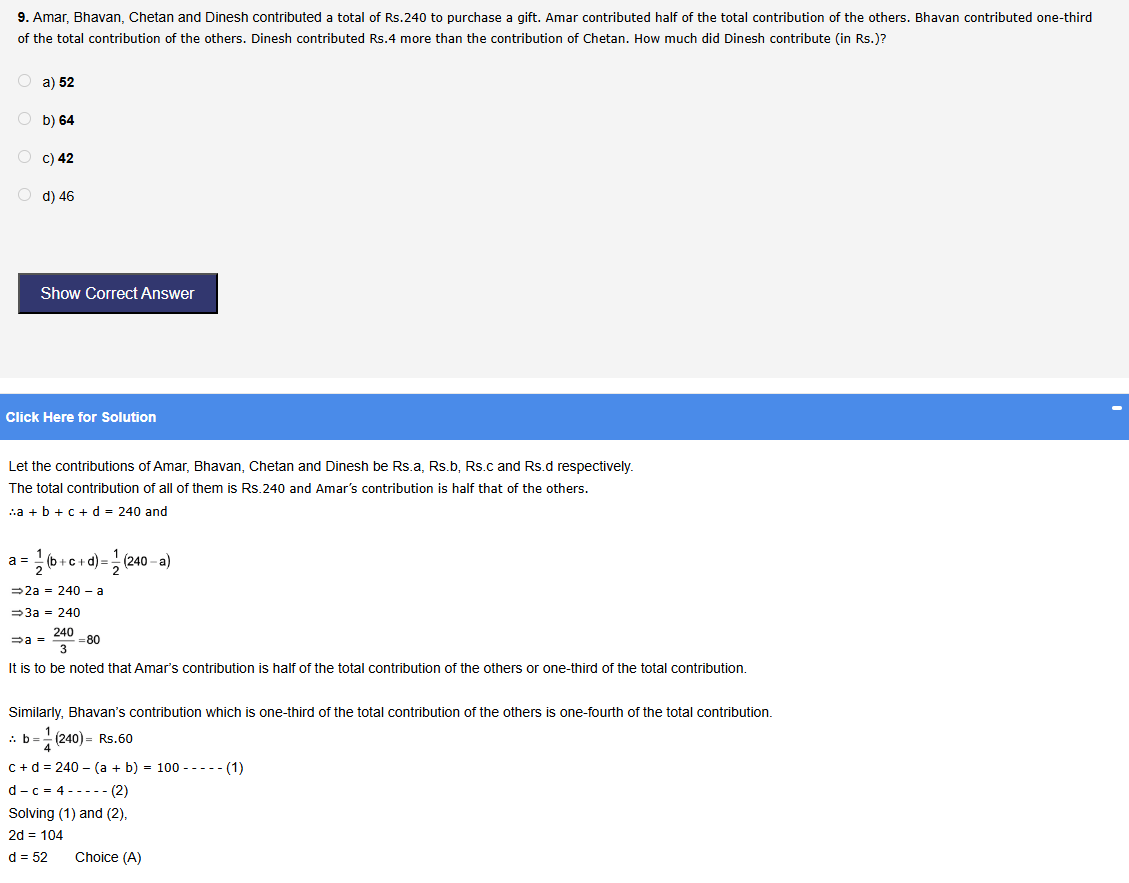 9. Amar, Bhavan, Chetan and Dinesh contributed a total of Rs.240 to purchase a gift. Amar contributed half of the total contribution of the others. Bhavan contributed one-third
of the total contribution of the others. Dinesh contributed Rs.4 more than the contribution of Chetan. How much did Dinesh contribute (in Rs.)?
a) 52
b) 64
c) 42
d) 46
Show Correct Answer
Click Here for Solution
Let the contributions of Amar, Bhavan, Chetan and Dinesh be Rs.a, Rs.b, Rs.c and Rs.d respectively.
The total contribution of all of them is Rs.240 and Amar's contribution is half that of the others.
∴a + b + c + d = 240 and
a = 1/2 (b + c + d) = 1/2 (240 – a)
⇒2a = 240 – a
⇒3a = 240
⇒a = 240/3 =80
It is to be noted that Amar's contribution is half of the total contribution of the others or one-third of the total contribution.
Similarly, Bhavan's contribution which is one-third of the total contribution of the others is one-fourth of the total contribution.
∴ b = 1/4 (240) = Rs.60
c + d = 240 – (a + b) = 100 - - - - - (1)
d – c = 4 - - - - - (2)
Solving (1) and (2),
2d = 104
d = 52 Choice (A)